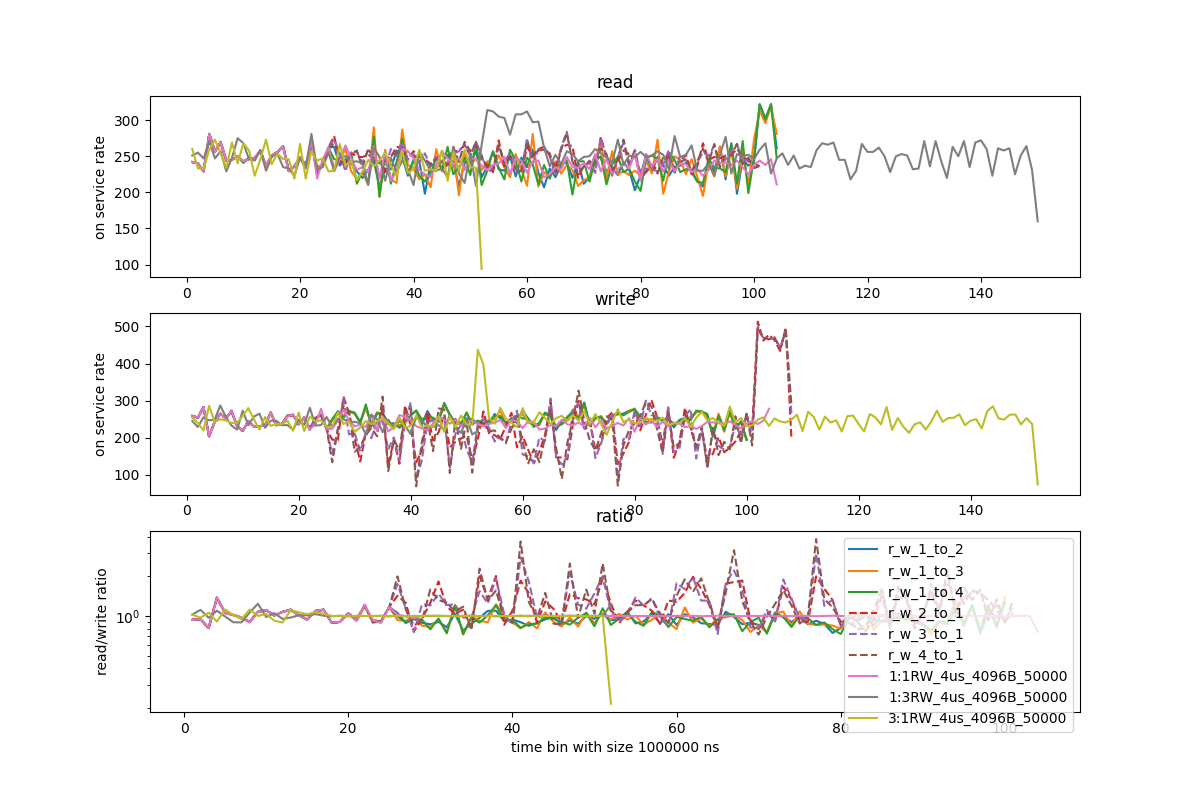 read
on service rate
300
250
200
150
100
0 20 40 60 80 100 120 140
write
on service rate
500
400
300
200
100
0 20 40 60 80 100 120 140
ratio
read/write ratio
10^0
r_w_1_to_2
r_w_1_to_3
r_w_1_to_4
r_w_2_to_1
r_w_3_to_1
r_w_4_to_1
1:1RW_4us_4096B_50000
1:3RW_4us_4096B_50000
3:1RW_4us_4096B_50000
0 20 40 60 80 100
time bin with size 1000000 ns